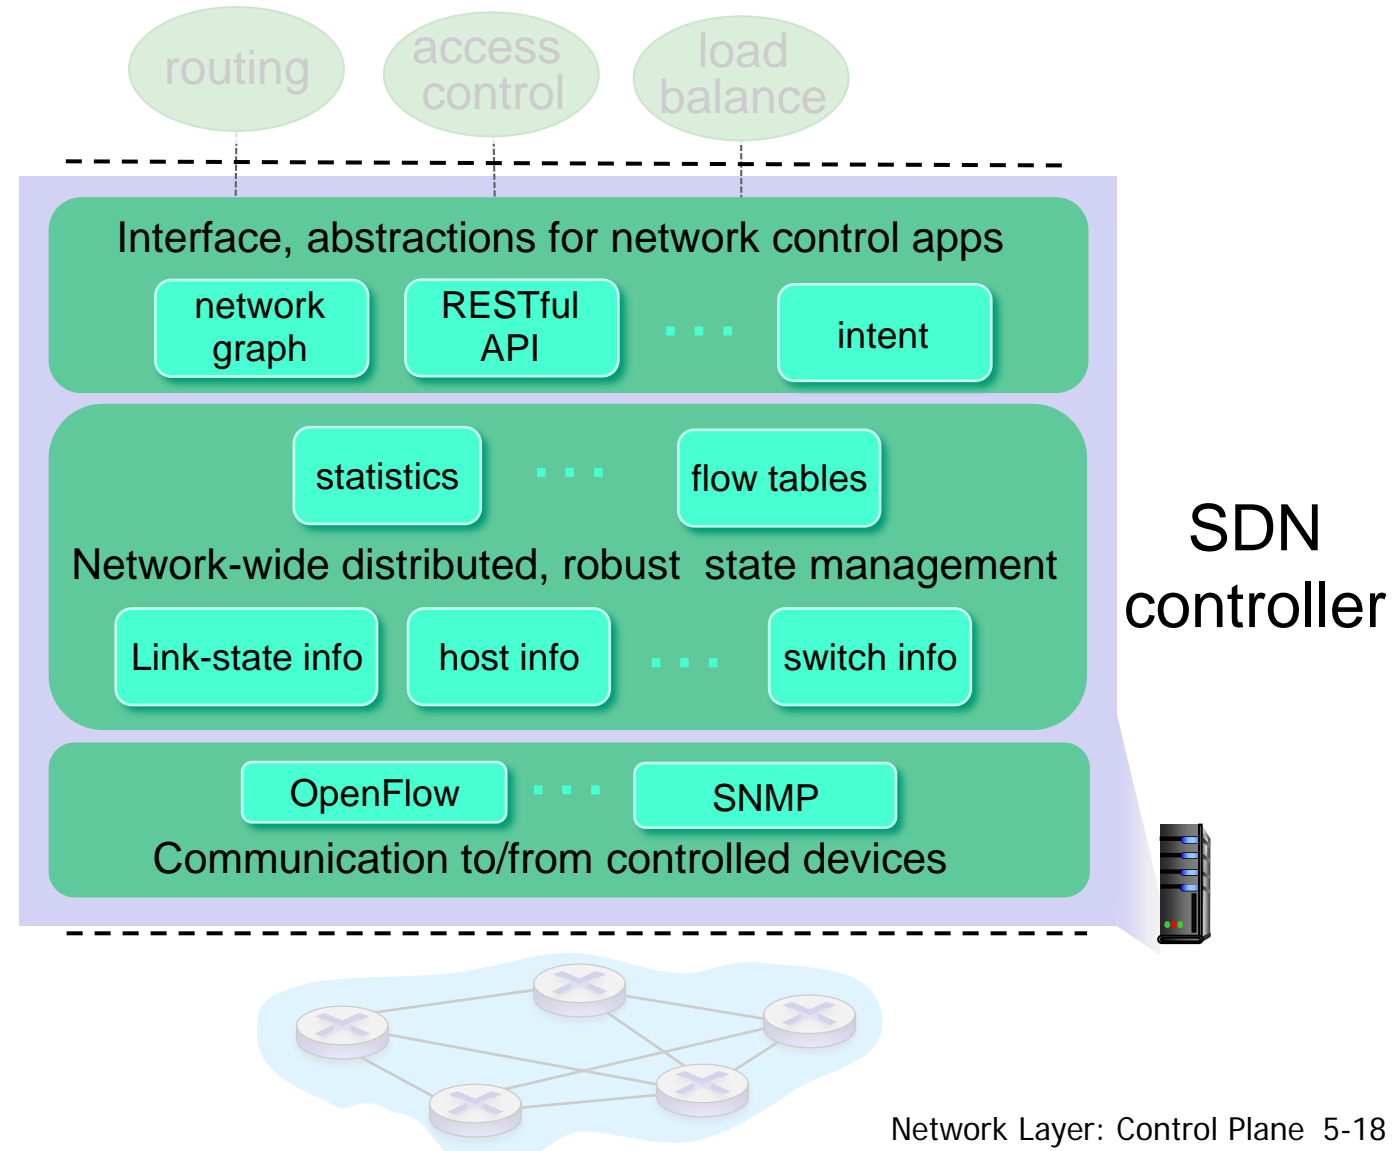 routing
access
control
load
balance
Interface, abstractions for network control apps
network
graph
RESTful
API
intent
statistics
flow tables
Network-wide distributed, robust  state management
Link-state info
host info
switch info
OpenFlow
SNMP
Communication to/from controlled devices
SDN
controller
Network Layer: Control Plane 5-18